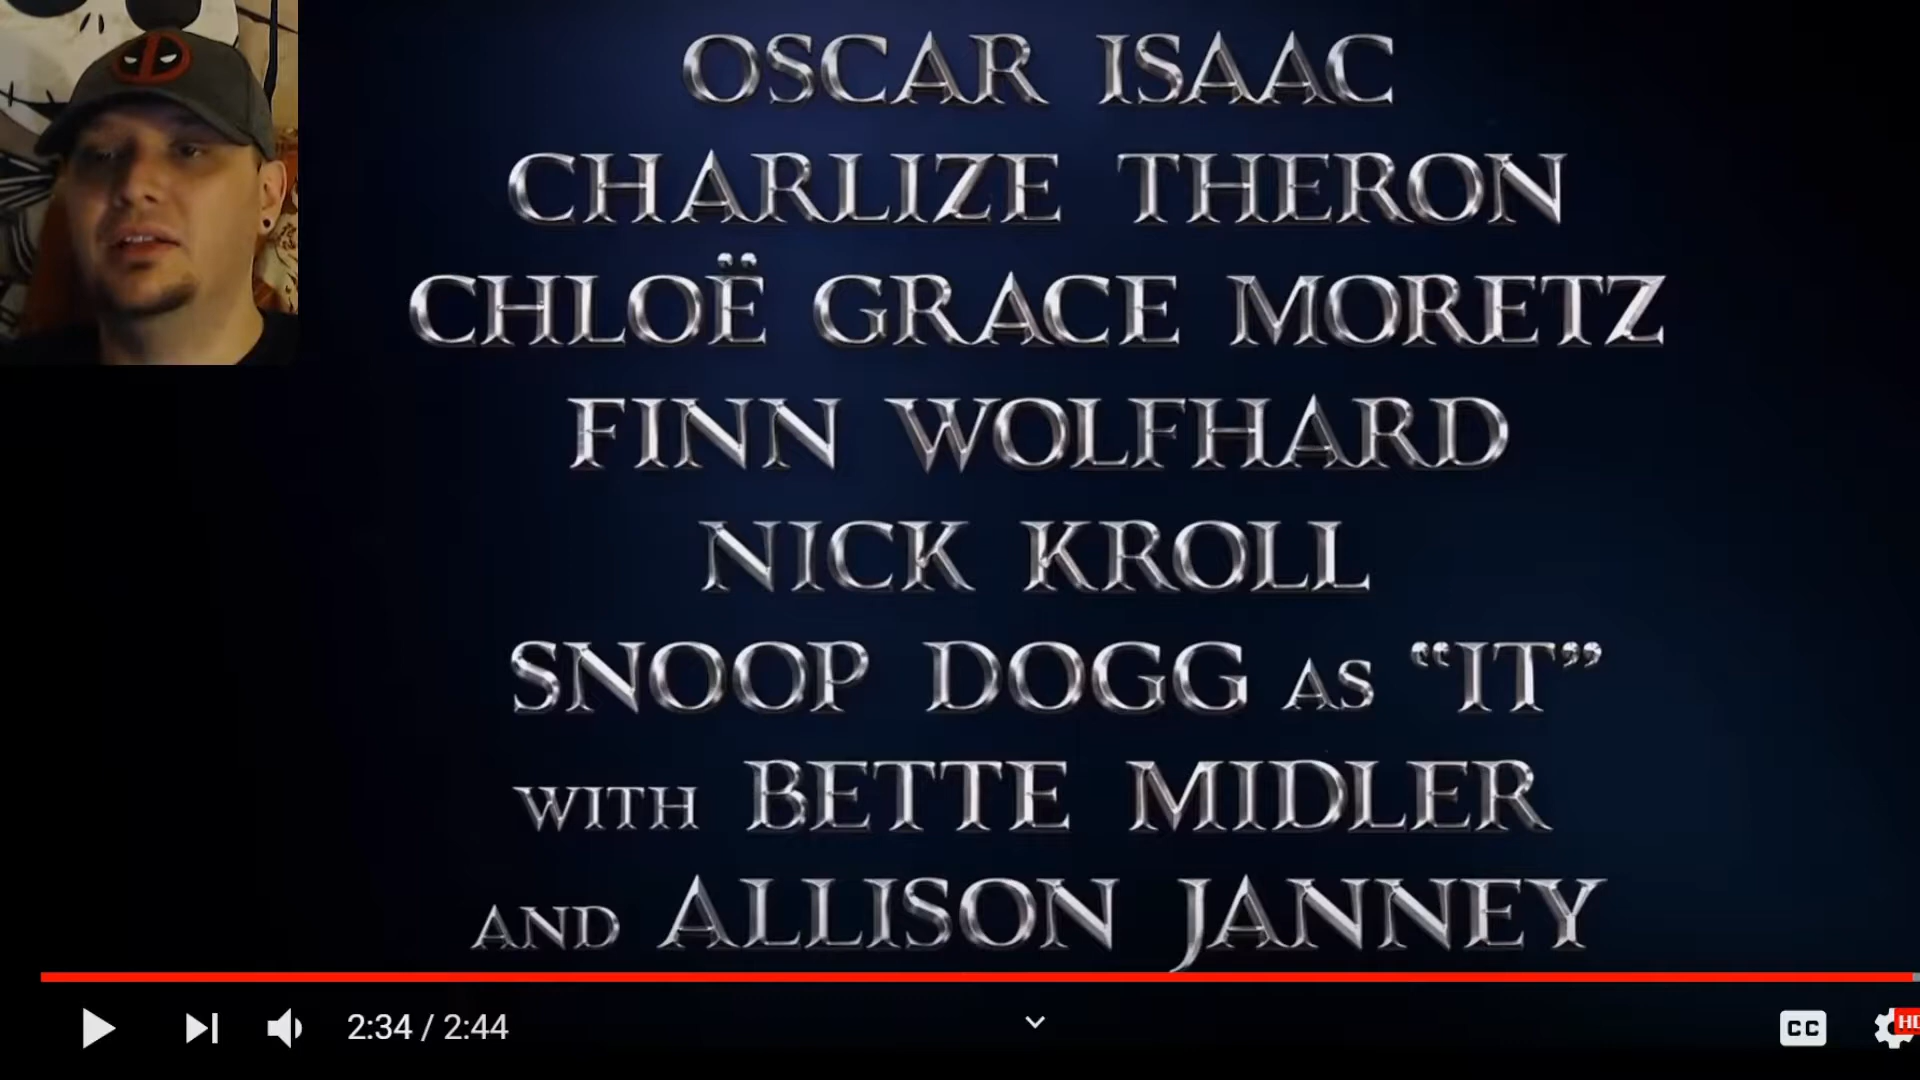 OSCAR ISAAC
CHARLIZE THERON
CHLOË GRACE MORETZ
FINN WOLFHARD
NICK KROLL
SNOOP DOGG AS “IT”
WITH BETTE MIDLER
AND ALLISON JANNEY
2:34 / 2:44
CC
HD